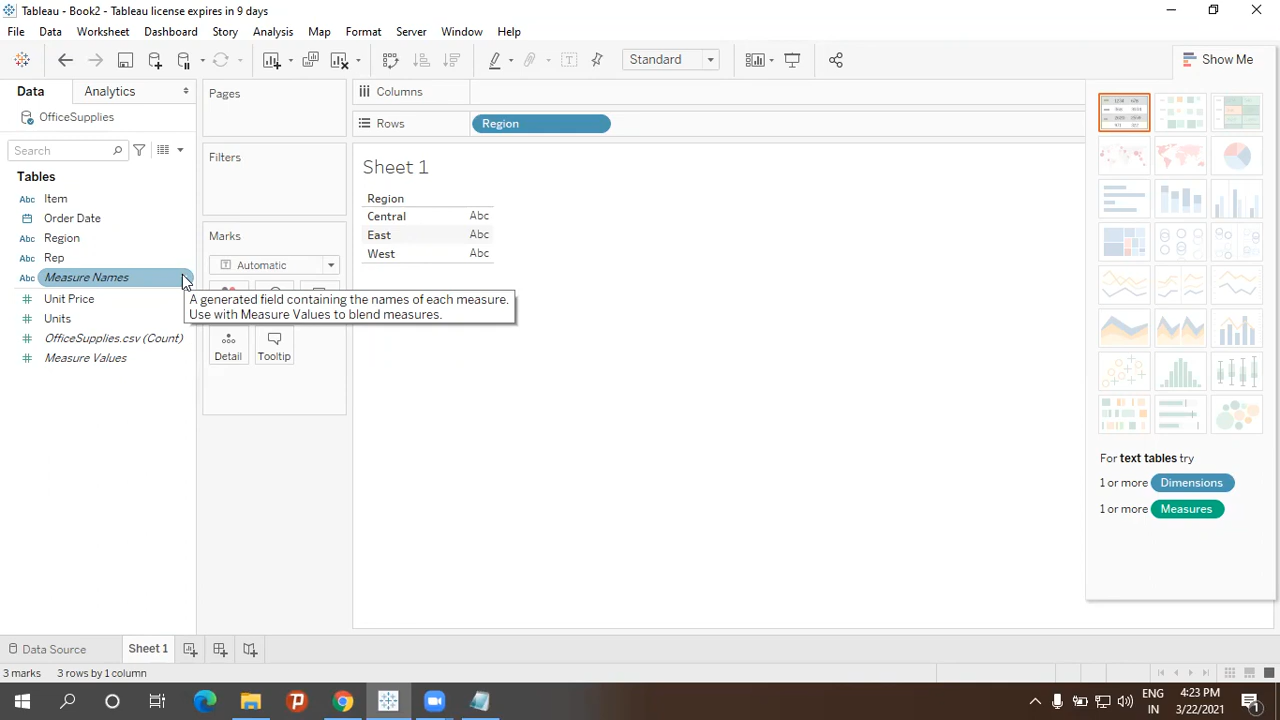 Tableau - Book2 - Tableau license expires in 9 days
File Data Worksheet Dashboard Story Analysis Map Format Server Window Help
Standard
Show Me
Data Analytics
OfficeSupplies
Search
Tables
Abc Item
Order Date
Abc Region
Abc Rep
Abc Measure Names
Unit Price
Units
OfficeSupplies.csv (Count)
Measure Values
Pages
Filters
Marks
Automatic
A generated field containing the names of each measure.
Use with Measure Values to blend measures.
Detail Tooltip
Columns
Rows Region
Sheet 1
Region
Central Abc
East Abc
West Abc
For text tables try
1 or more Dimensions
1 or more Measures
Data Source Sheet 1
3 marks 3 rows by 1 column
ENG
IN
4:23 PM
3/22/2021